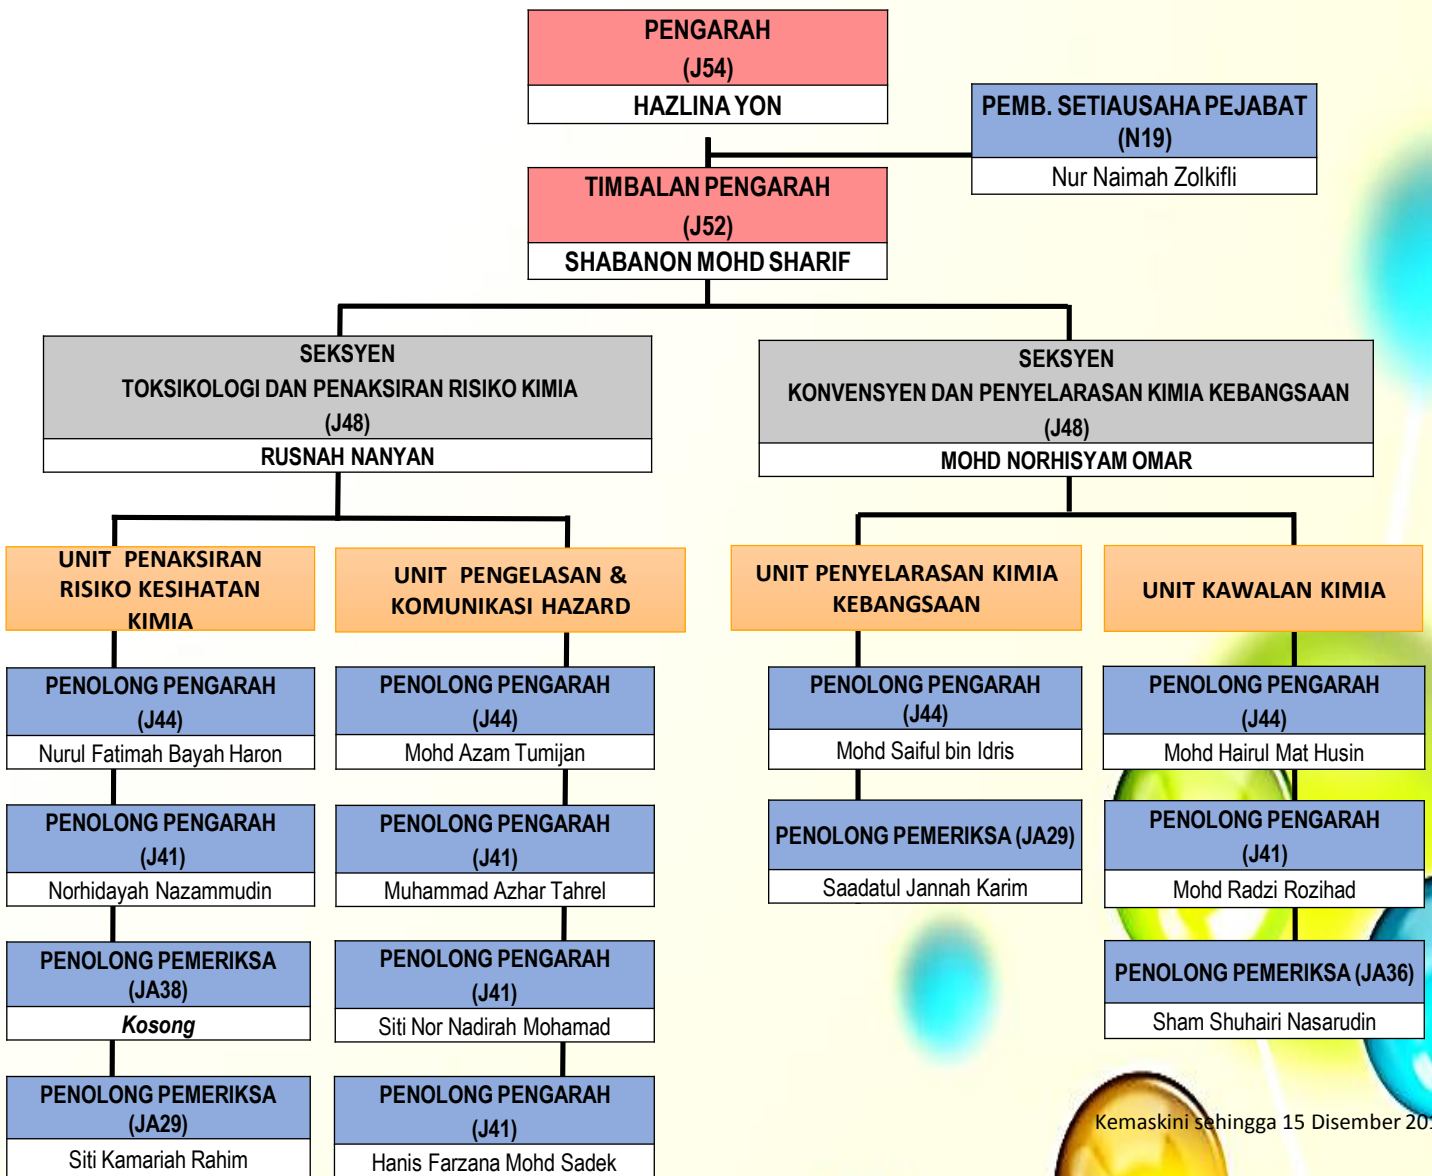 PENGARAH
(J54)
HAZLINA YON
PEMB. SETIAUSAHA PEJABAT
(N19)
Nur Naimah Zolkifli
TIMBALAN PENGARAH
(J52)
SHABANON MOHD SHARIF
SEKSYEN
TOKSIKOLOGI DAN PENAKSIRAN RISIKO KIMIA
(J48)
RUSNAH NANYAN
SEKSYEN
KONVENSYEN DAN PENYELARASAN KIMIA KEBANGSAAN
(J48)
MOHD NORHISYAM OMAR
UNIT PENAKSIRAN
RISIKO KESIHATAN
KIMIA
PENOLONG PENGARAH
(J44)
Nurul Fatimah Bayah Haron
PENOLONG PENGARAH
(J41)
Norhidayah Nazammudin
PENOLONG PEMERIKSA
(JA38)
Kosong
PENOLONG PEMERIKSA
(JA29)
Siti Kamariah Rahim
UNIT PENGELASAN &
KOMUNIKASI HAZARD
PENOLONG PENGARAH
(J44)
Mohd Azam Tumijan
PENOLONG PENGARAH
(J41)
Muhammad Azhar Tahrel
PENOLONG PENGARAH
(J41)
Siti Nor Nadirah Mohamad
PENOLONG PENGARAH
(J41)
Hanis Farzana Mohd Sadek
UNIT PENYELARASAN KIMIA
KEBANGSAAN
PENOLONG PENGARAH
(J44)
Mohd Saiful bin Idris
PENOLONG PEMERIKSA (JA29)
Saadatul Jannah Karim
UNIT KAWALAN KIMIA
PENOLONG PENGARAH
(J44)
Mohd Hairul Mat Husin
PENOLONG PENGARAH
(J41)
Mohd Radzi Rozihad
PENOLONG PEMERIKSA (JA36)
Sham Shuhairi Nasarudin
Kemaskini sehingga 15 Disember